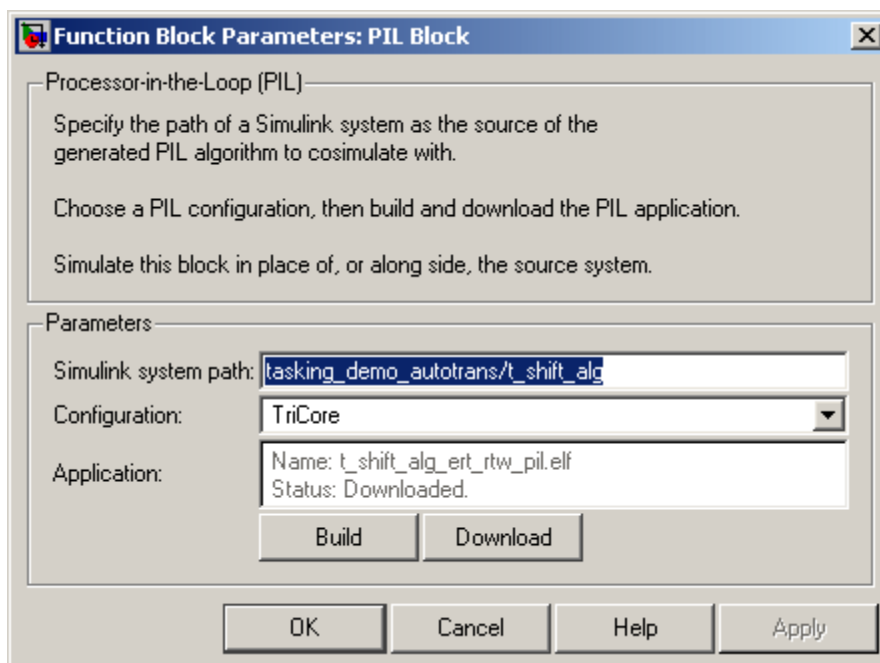 Function Block Parameters: PIL Block
Processor-in-the-Loop (PIL)
Specify the path of a Simulink system as the source of the
generated PIL algorithm to cosimulate with.
Choose a PIL configuration, then build and download the PIL application.
Simulate this block in place of, or along side, the source system.
Parameters
Simulink system path: tasking_demo_autotrans/t_shift_alg
Configuration: TriCore
Application: Name: t_shift_alg_ert_rtw_pil.elf
Status: Downloaded.
Build Download
OK Cancel Help Apply